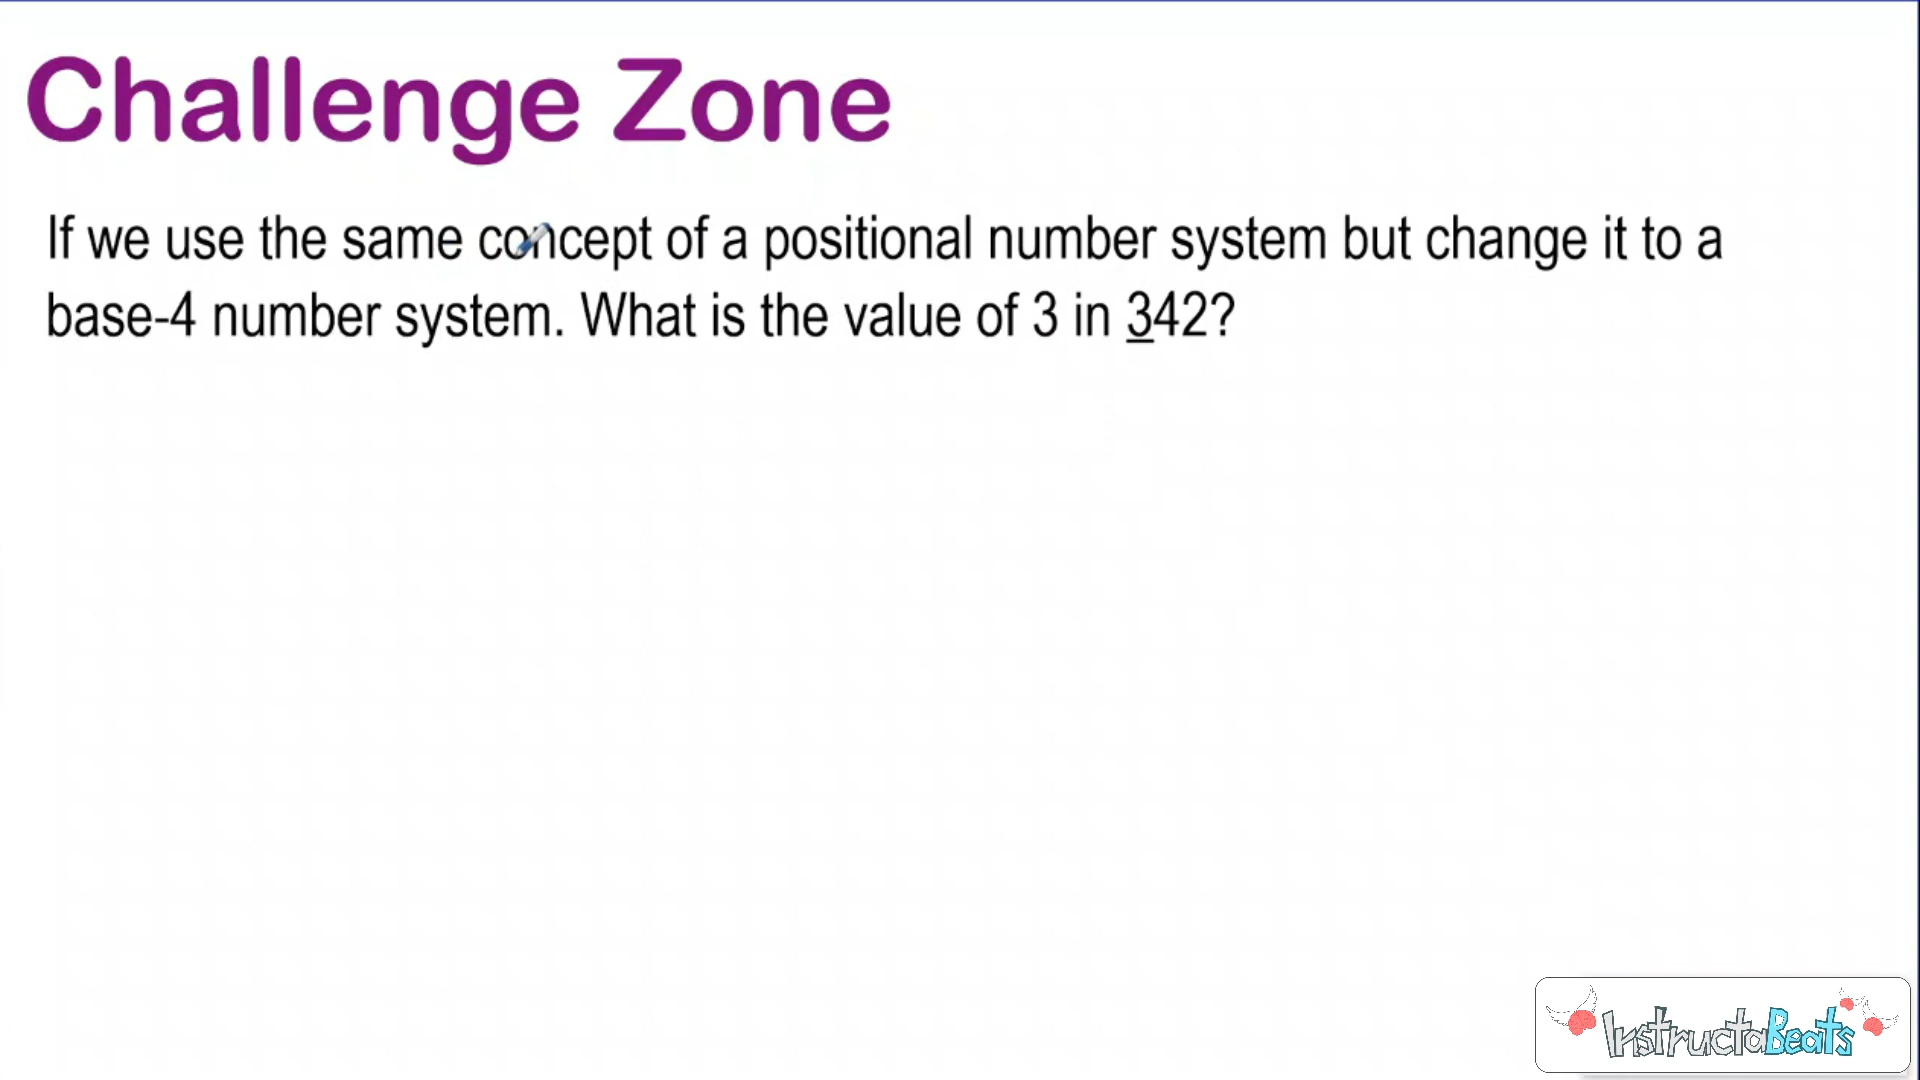 Challenge Zone
If we use the same concept of a positional number system but change it to a
base-4 number system. What is the value of 3 in 342?
InstructaBeats